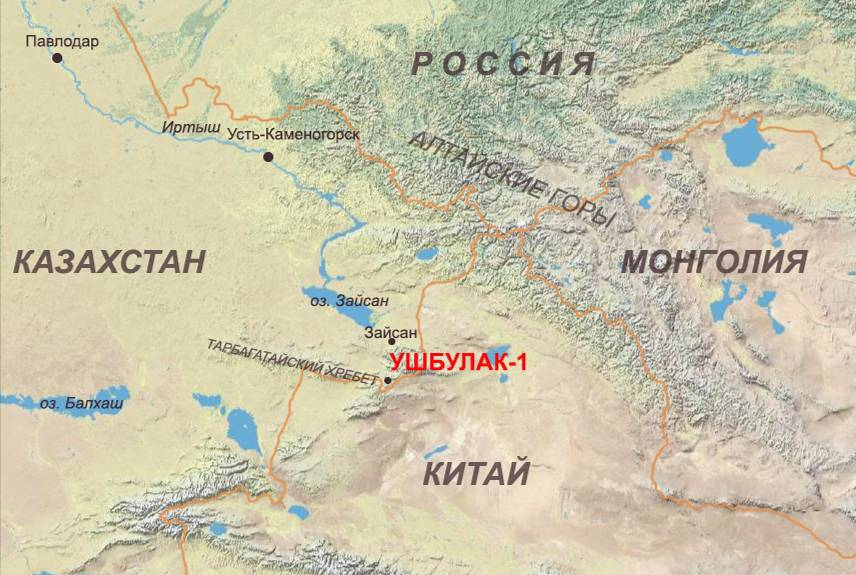 Павлодар
РОССИЯ
Иртыш
Усть-Каменогорск
АЛТАЙСКИЕ ГОРЫ
КАЗАХСТАН
МОНГОЛИЯ
оз. Зайсан
Зайсан
ТАРБАГАТАЙСКИЙ ХРЕБЕТ
УШБУЛАК-1
оз. Балхаш
КИТАЙ